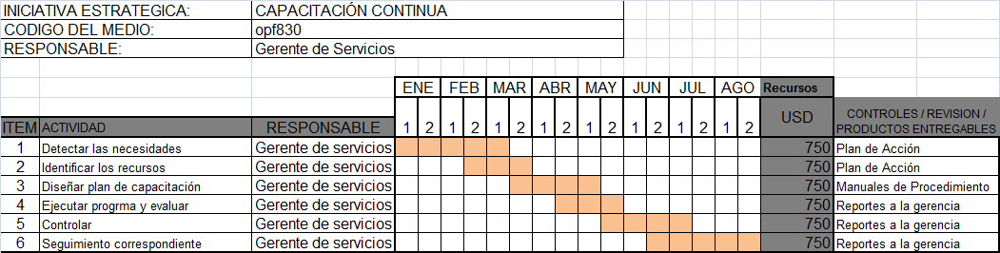 INICIATIVA ESTRATEGICA: CAPACITACIÓN CONTINUA
CODIGO DEL MEDIO: opf830
RESPONSABLE: Gerente de Servicios
ENE FEB MAR ABR MAY JUN JUL AGO Recursos
ITEM ACTIVIDAD RESPONSABLE 1 2 1 2 1 2 1 2 1 2 1 2 1 2 1 2 USD CONTROLES / REVISION / PRODUCTOS ENTREGABLES
1 Detectar las necesidades Gerente de servicios 750 Plan de Acción
2 Identificar los recursos Gerente de servicios 750 Plan de Acción
3 Diseñar plan de capacitación Gerente de servicios 750 Manuales de Procedimiento
4 Ejecutar progrma y evaluar Gerente de servicios 750 Reportes a la gerencia
5 Controlar Gerente de servicios 750 Reportes a la gerencia
6 Seguimiento correspondiente Gerente de servicios 750 Reportes a la gerencia